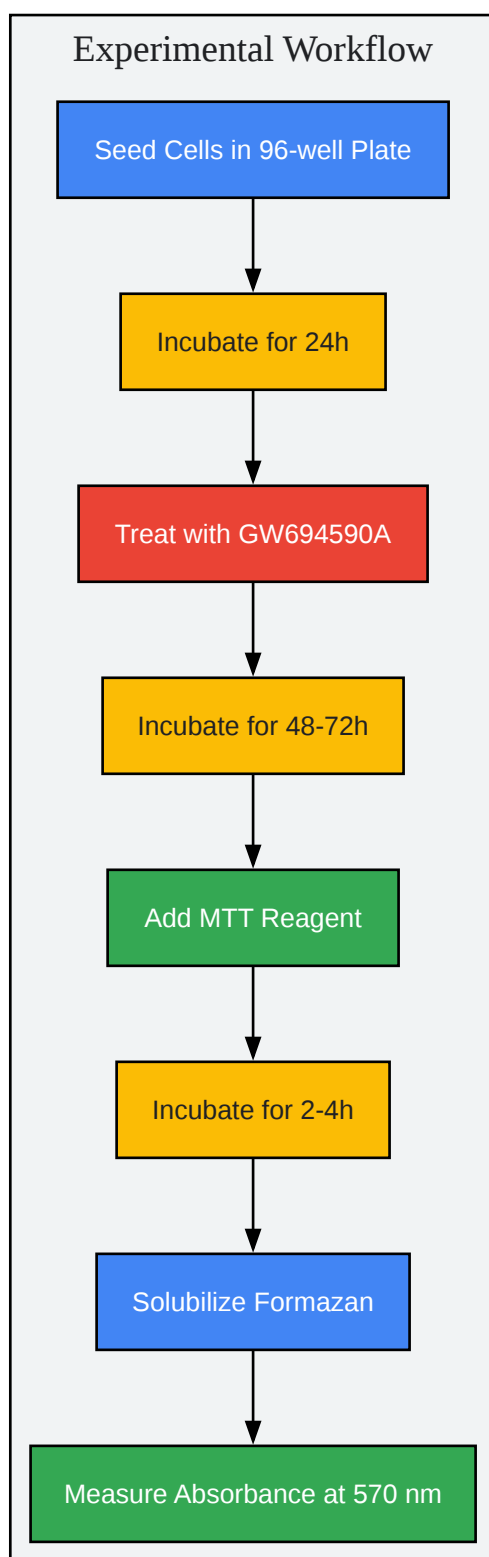 Experimental Workflow
Seed Cells in 96-well Plate
Incubate for 24h
Treat with GW694590A
Incubate for 48-72h
Add MTT Reagent
Incubate for 2-4h
Solubilize Formazan
Measure Absorbance at 570 nm